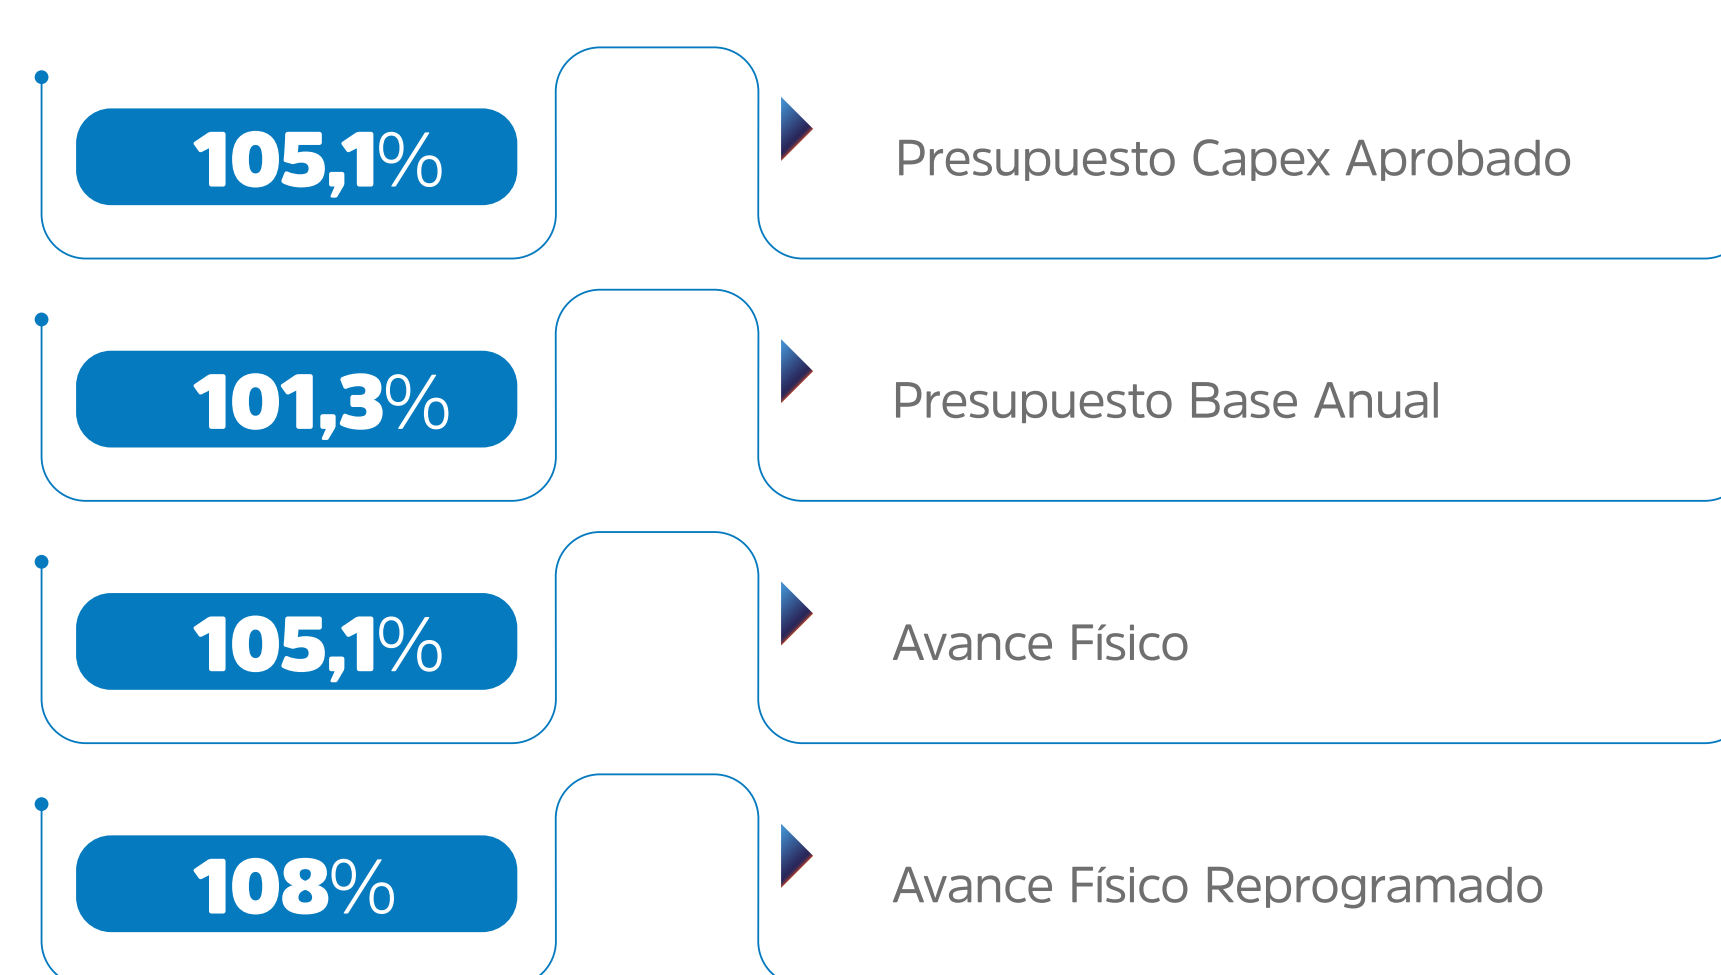 105,1%
Presupuesto Capex Aprobado
101,3%
Presupuesto Base Anual
105,1%
Avance Físico
108%
Avance Físico Reprogramado